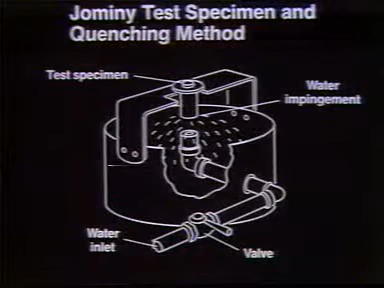 Jominy Test Specimen and
Quenching Method
Test specimen
Water
impingement
Water
inlet
Valve